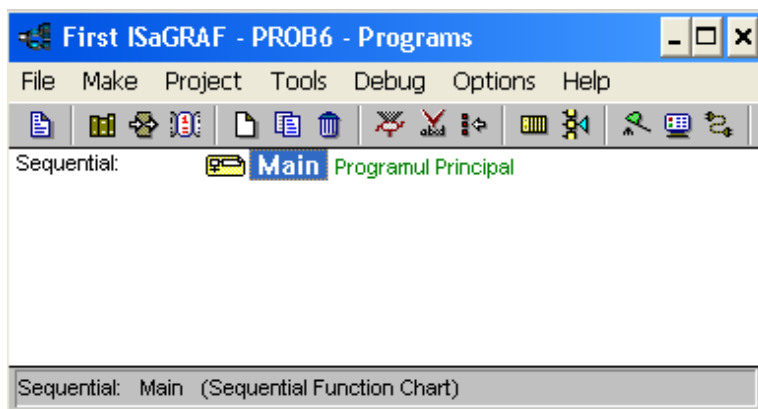 First ISaGRAF - PROB6 - Programs
File Make Project Tools Debug Options Help
Sequential: Main Programul Principal
Sequential: Main (Sequential Function Chart)